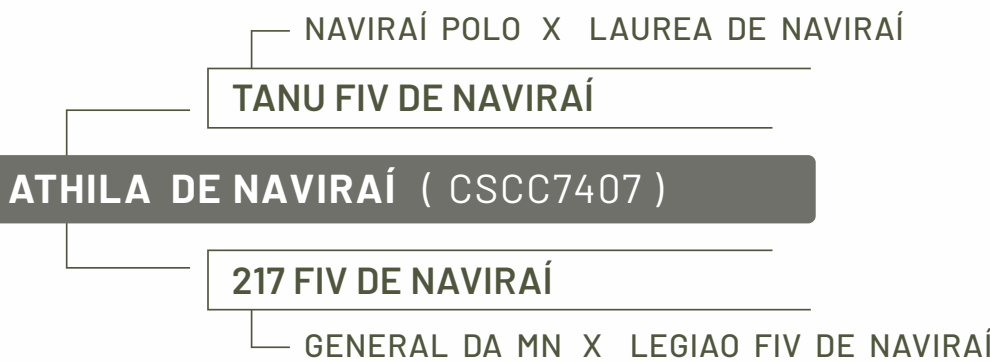 NAVIRAÍ POLO X LAUREA DE NAVIRAÍ
TANU FIV DE NAVIRAÍ
ATHILA DE NAVIRAÍ ( CSCC7407 )
217 FIV DE NAVIRAÍ
GENERAL DA MN X LEGIAO FIV DE NAVIRAÍ